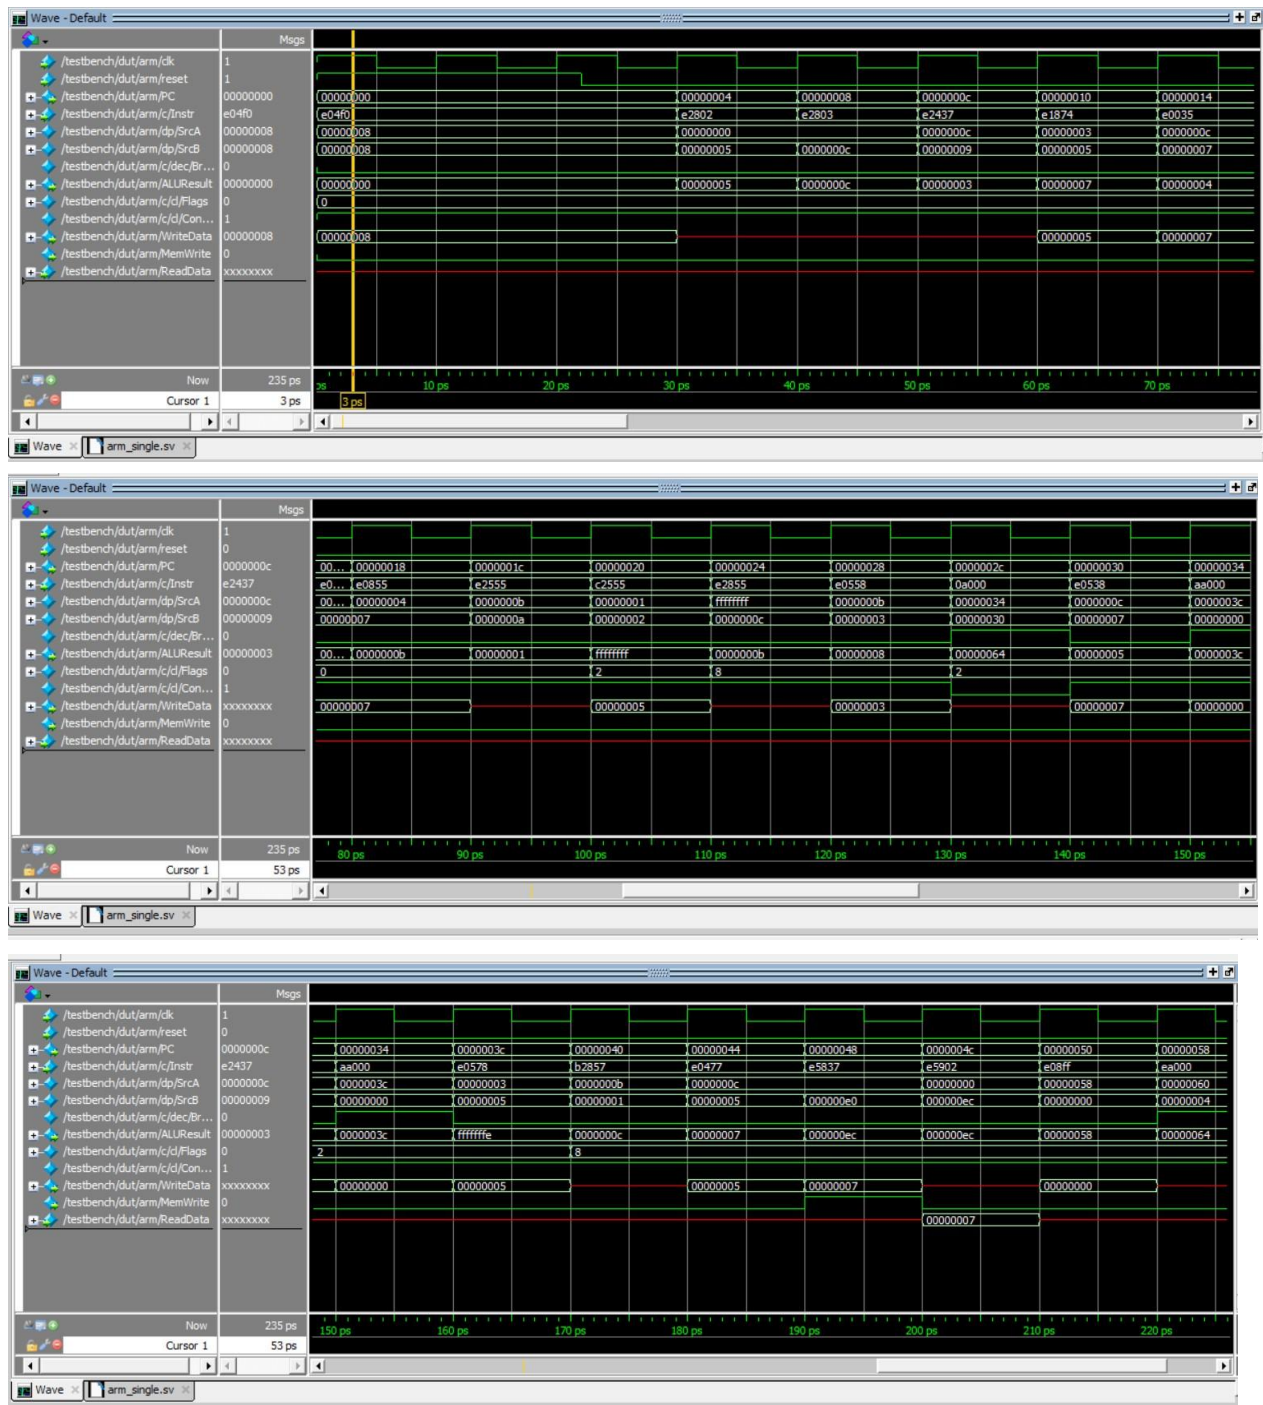 Wave - Default
Msgs
/testbench/dut/arm/clk 1
/testbench/dut/arm/reset 1
/testbench/dut/arm/PC 00000000 00000000 00000004 00000008 0000000c 00000010 00000014
/testbench/dut/arm/c/Instr e04f0 e04f0 e2802 e2803 e2437 e1874 e0035
/testbench/dut/arm/dp/SrcA 00000008 00000008 00000000 0000000c 00000003 0000000c
/testbench/dut/arm/dp/SrcB 00000008 00000008 00000005 0000000c 00000009 00000005 00000007
/testbench/dut/arm/c/dec/Br... 0
/testbench/dut/arm/ALUResult 00000000 00000000 00000005 0000000c 00000003 00000007 00000004
/testbench/dut/arm/c/cl/Flags 0 0
/testbench/dut/arm/c/cl/Con... 1
/testbench/dut/arm/WriteData 00000008 00000008 00000005 00000007
/testbench/dut/arm/MemWrite 0
/testbench/dut/arm/ReadData xxxxxxxx
Now 235 ps ps 10 ps 20 ps 30 ps 40 ps 50 ps 60 ps 70 ps
Cursor 1 3 ps 3 ps
Wave arm_single.sv
Wave - Default
Msgs
/testbench/dut/arm/clk 1
/testbench/dut/arm/reset 0
/testbench/dut/arm/PC 0000000c 00... 00000018 0000001c 00000020 00000024 00000028 0000002c 00000030 00000034
/testbench/dut/arm/c/Instr e2437 e0... e0855 e2555 c2555 e2855 e0558 0a000 e0538 aa000
/testbench/dut/arm/dp/SrcA 0000000c 00... 00000004 0000000b 00000001 ffffffff 0000000b 00000034 0000000c 0000003c
/testbench/dut/arm/dp/SrcB 00000009 00000007 0000000a 00000002 0000000c 00000003 00000030 00000007 00000000
/testbench/dut/arm/c/dec/Br... 0
/testbench/dut/arm/ALUResult 00000003 00... 0000000b 00000001 ffffffff 0000000b 00000008 00000064 00000005 0000003c
/testbench/dut/arm/c/cl/Flags 0 0 2 8 2
/testbench/dut/arm/c/cl/Con... 1
/testbench/dut/arm/WriteData xxxxxxxx 00000007 00000005 00000003 00000007 00000000
/testbench/dut/arm/MemWrite 0
/testbench/dut/arm/ReadData xxxxxxxx
Now 235 ps 80 ps 90 ps 100 ps 110 ps 120 ps 130 ps 140 ps 150 ps
Cursor 1 53 ps
Wave arm_single.sv
Wave - Default
Msgs
/testbench/dut/arm/clk 1
/testbench/dut/arm/reset 0
/testbench/dut/arm/PC 0000000c 00000034 0000003c 00000040 00000044 00000048 0000004c 00000050 00000058
/testbench/dut/arm/c/Instr e2437 aa000 e0578 b2857 e0477 e5837 e5902 e08ff ea000
/testbench/dut/arm/dp/SrcA 0000000c 0000003c 00000003 0000000b 0000000c 00000000 00000058 00000060
/testbench/dut/arm/dp/SrcB 00000009 00000000 00000005 00000001 00000005 000000e0 000000ec 00000000 00000004
/testbench/dut/arm/c/dec/Br... 0
/testbench/dut/arm/ALUResult 00000003 0000003c fffffffe 0000000c 00000007 000000ec 000000ec 00000058 00000064
/testbench/dut/arm/c/cl/Flags 0 2 8
/testbench/dut/arm/c/cl/Con... 1
/testbench/dut/arm/WriteData xxxxxxxx 00000000 00000005 00000005 00000007 00000000
/testbench/dut/arm/MemWrite 0
/testbench/dut/arm/ReadData xxxxxxxx 00000007
Now 235 ps 150 ps 160 ps 170 ps 180 ps 190 ps 200 ps 210 ps 220 ps
Cursor 1 53 ps
Wave arm_single.sv